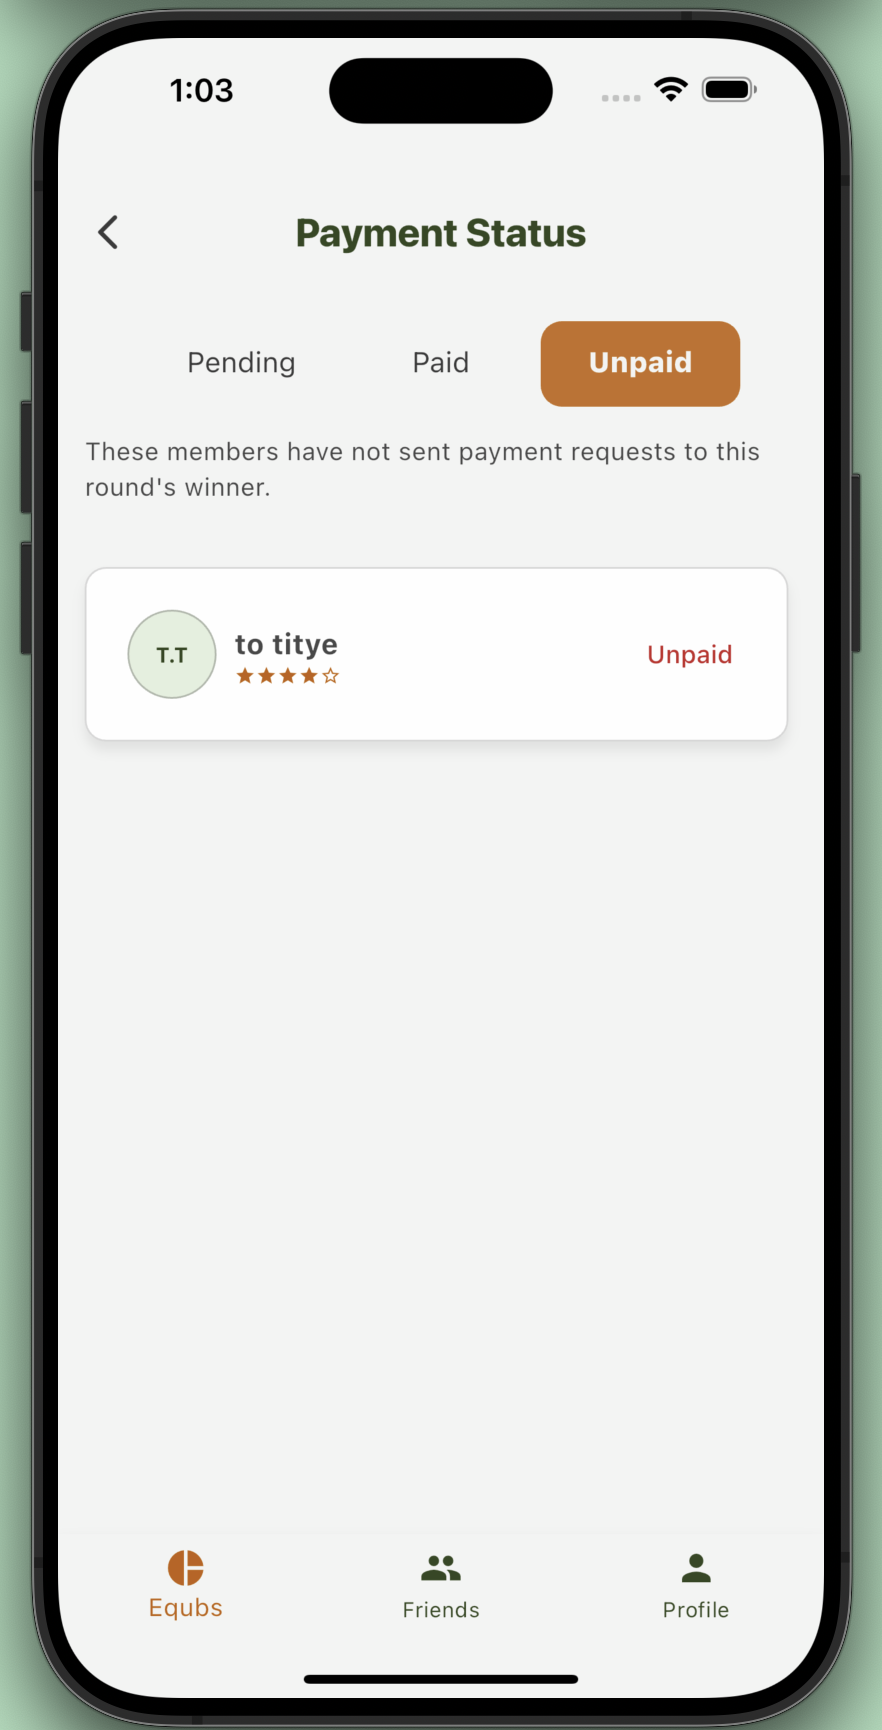 1:03
Payment Status
Pending Paid Unpaid
These members have not sent payment requests to this
round's winner.
T.T
to titye
Unpaid
Equbs Friends Profile